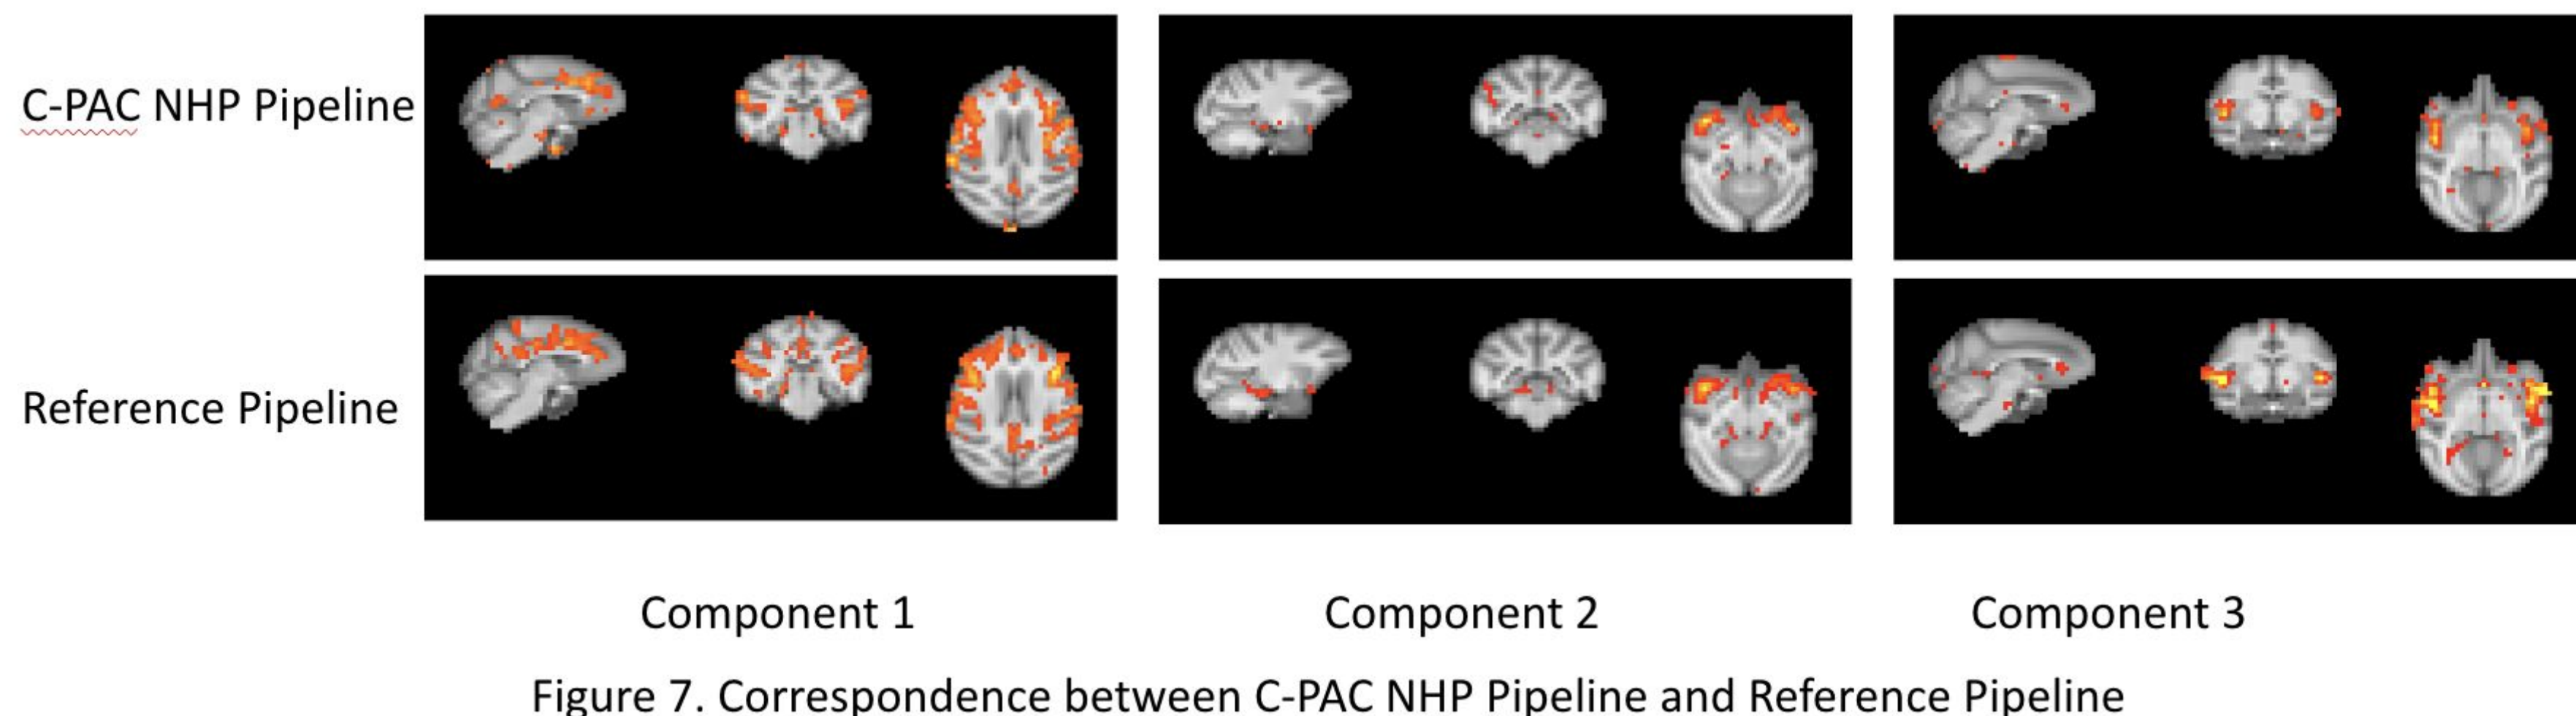 C-PAC NHP Pipeline
Reference Pipeline
Component 1
Component 2
Component 3
Figure 7. Correspondence between C-PAC NHP Pipeline and Reference Pipeline